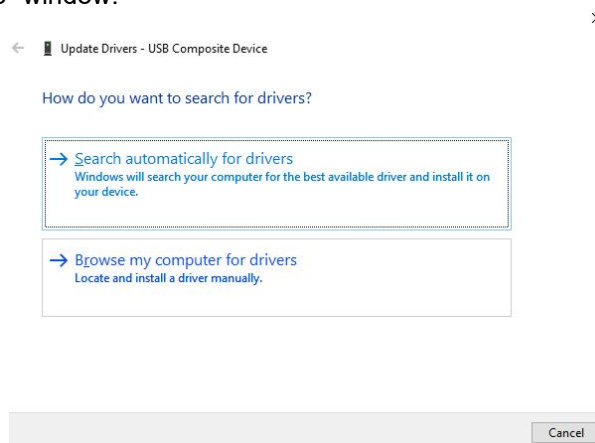 window.
Update Drivers - USB Composite Device
How do you want to search for drivers?
Search automatically for drivers
Windows will search your computer for the best available driver and install it on
your device.
Browse my computer for drivers
Locate and install a driver manually.
Cancel